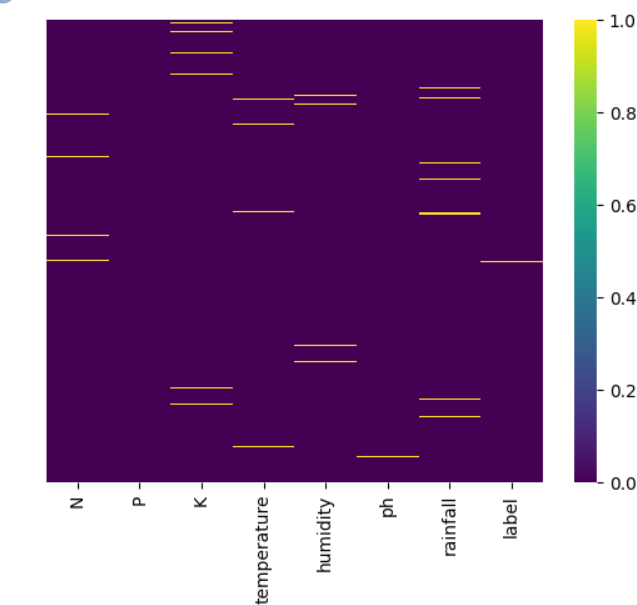 1.0
0.8
0.6
0.4
0.2
0.0
N
P
K
temperature
humidity
ph
rainfall
label